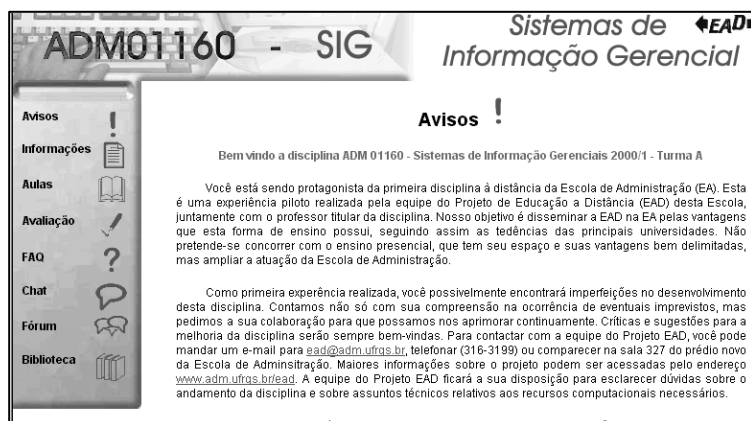 ADM01160 - SIG
Sistemas de
Informação Gerencial
EAD
Avisos
Informações
Aulas
Avaliação
FAQ
Chat
Fórum
Biblioteca
Avisos !
Bem vindo a disciplina ADM 01160 - Sistemas de Informação Gerenciais 2000/1 - Turma A
Você está sendo protagonista da primeira disciplina à distância da Escola de Administração (EA). Esta
é uma experiência piloto realizada pela equipe do Projeto de Educação a Distância (EAD) desta Escola,
juntamente com o professor titular da disciplina. Nosso objetivo é disseminar a EAD na EA pelas vantagens
que esta forma de ensino possui, seguindo assim as tedências das principais universidades. Não
pretende-se concorrer com o ensino presencial, que tem seu espaço e suas vantagens bem delimitadas,
mas ampliar a atuação da Escola de Administração.
Como primeira experência realizada, você possivelmente encontrará imperfeições no desenvolvimento
desta disciplina. Contamos não só com sua compreensão na ocorrência de eventuais imprevistos, mas
pedimos a sua colaboração para que possamos nos aprimorar continuamente. Críticas e sugestões para a
melhoria da disciplina serão sempre bem-vindas. Para contactar com a equipe do Projeto EAD, você pode
mandar um e-mail para ead@adm.ufrgs.br, telefonar (316-3199) ou comparecer na sala 327 do prédio novo
da Escola de Adminsitração. Maiores informações sobre o projeto podem ser acessadas pelo endereço
www.adm.ufrgs.br/ead. A equipe do Projeto EAD ficará a sua disposição para esclarecer dúvidas sobre o
andamento da disciplina e sobre assuntos técnicos relativos aos recursos computacionais necessários.